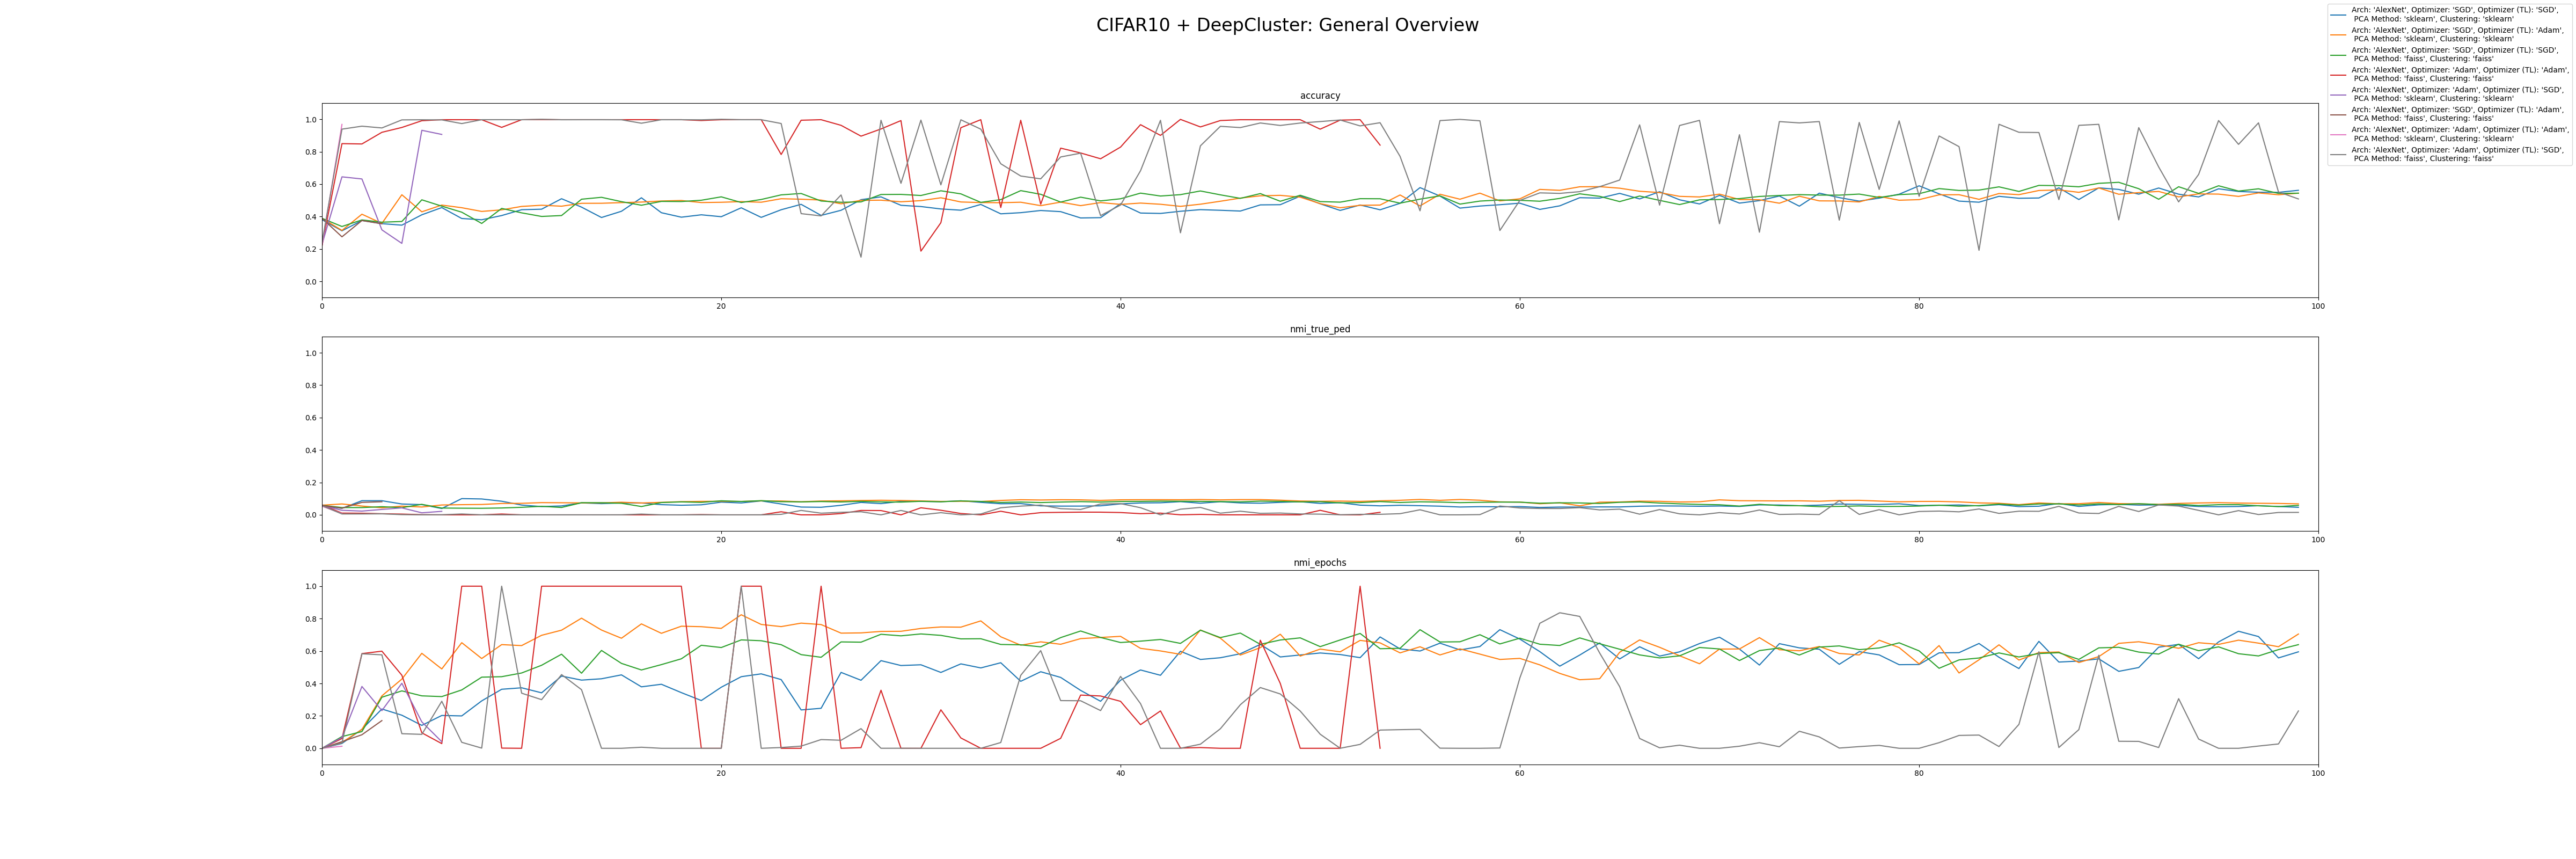 CIFAR10 + DeepCluster: General Overview
Arch: 'AlexNet', Optimizer: 'SGD', Optimizer (TL): 'SGD',
PCA Method: 'sklearn', Clustering: 'sklearn'
Arch: 'AlexNet', Optimizer: 'SGD', Optimizer (TL): 'Adam',
PCA Method: 'sklearn', Clustering: 'sklearn'
Arch: 'AlexNet', Optimizer: 'SGD', Optimizer (TL): 'SGD',
PCA Method: 'faiss', Clustering: 'faiss'
Arch: 'AlexNet', Optimizer: 'Adam', Optimizer (TL): 'Adam',
PCA Method: 'faiss', Clustering: 'faiss'
Arch: 'AlexNet', Optimizer: 'Adam', Optimizer (TL): 'SGD',
PCA Method: 'sklearn', Clustering: 'sklearn'
Arch: 'AlexNet', Optimizer: 'SGD', Optimizer (TL): 'Adam',
PCA Method: 'faiss', Clustering: 'faiss'
Arch: 'AlexNet', Optimizer: 'Adam', Optimizer (TL): 'Adam',
PCA Method: 'sklearn', Clustering: 'sklearn'
Arch: 'AlexNet', Optimizer: 'Adam', Optimizer (TL): 'SGD',
PCA Method: 'faiss', Clustering: 'faiss'
accuracy
1.0
0.8
0.6
0.4
0.2
0.0
0 20 40 60 80 100
nmi_true_ped
1.0
0.8
0.6
0.4
0.2
0.0
0 20 40 60 80 100
nmi_epochs
1.0
0.8
0.6
0.4
0.2
0.0
0 20 40 60 80 100